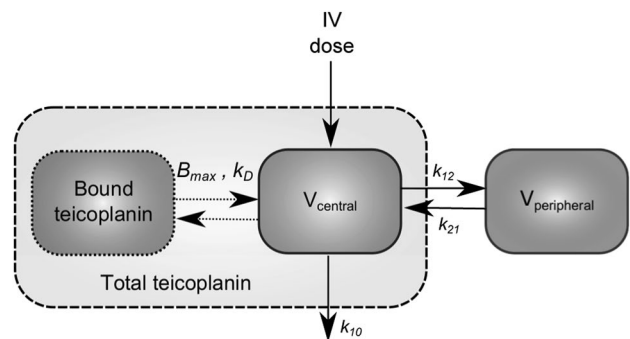 IV
dose
Bound
teicoplanin
Bmax , kD
Vcentral
k12
k21
Vperipheral
Total teicoplanin
k10